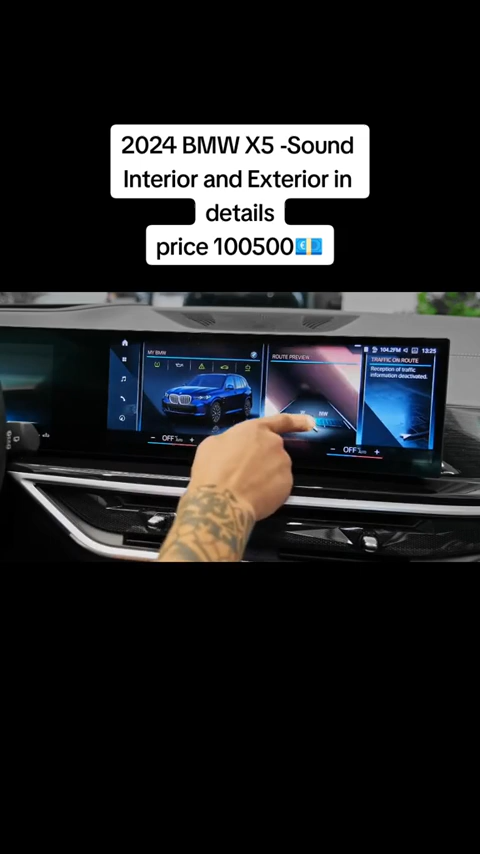 2024 BMW X5 -Sound
Interior and Exterior in
details
price 100500💶
MY BMW
ROUTE PREVIEW
104.2FM
13:25
TRAFFIC ON ROUTE
Reception of traffic
information deactivated.
NW
- OFF +
- OFF +